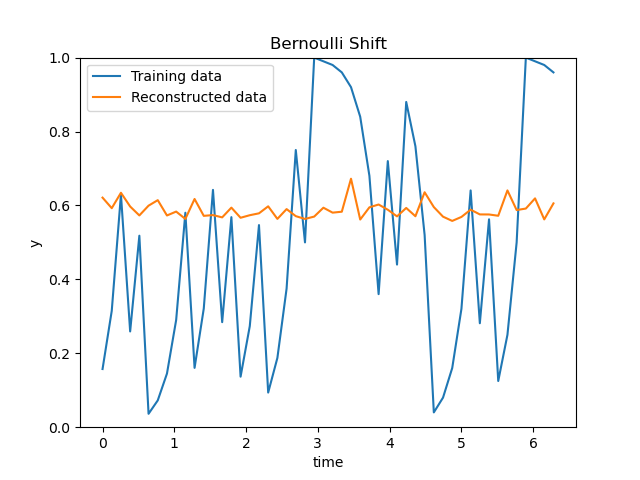 Bernoulli Shift
Training data
Reconstructed data
1.0
0.8
0.6
0.4
0.2
0.0
y
0 1 2 3 4 5 6
time